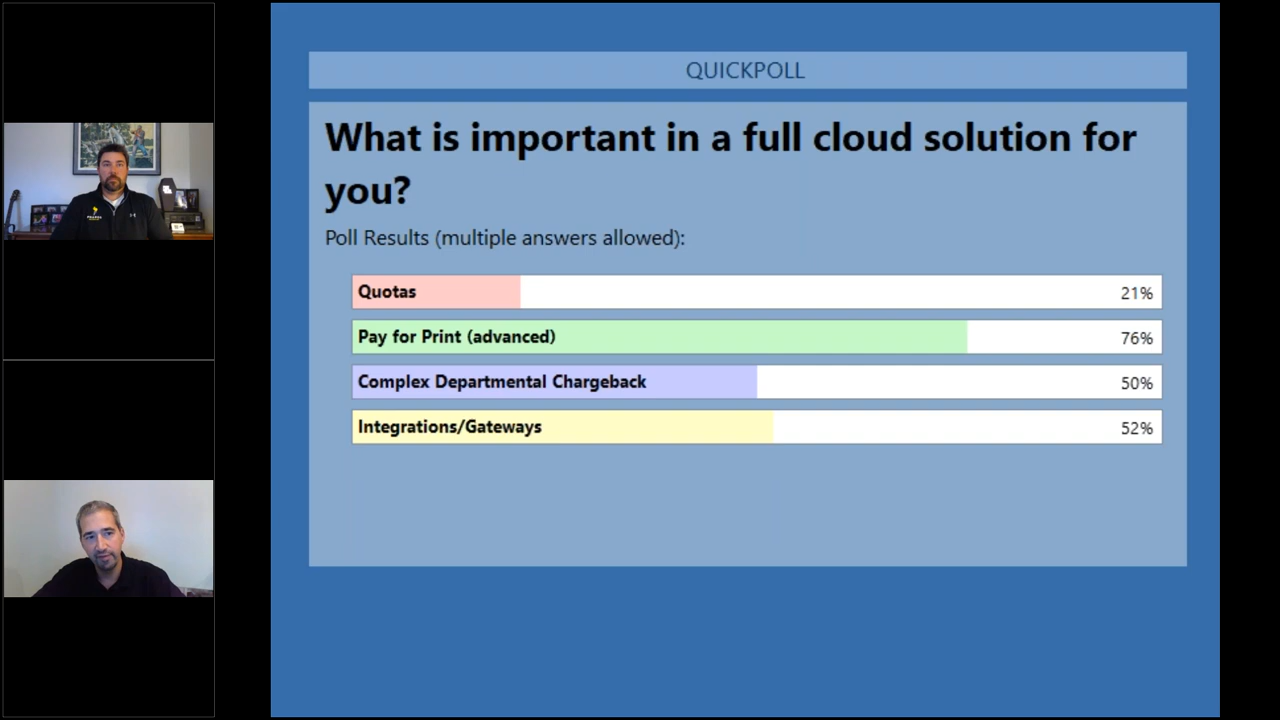 QUICKPOLL
What is important in a full cloud solution for
you?
Poll Results (multiple answers allowed):
Quotas 21%
Pay for Print (advanced) 76%
Complex Departmental Chargeback 50%
Integrations/Gateways 52%